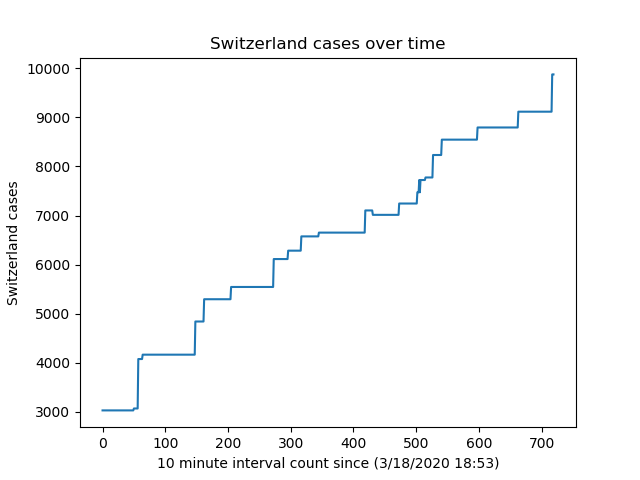 Switzerland cases over time
10000
9000
8000
7000
6000
5000
4000
3000
Switzerland cases
0 100 200 300 400 500 600 700
10 minute interval count since (3/18/2020 18:53)